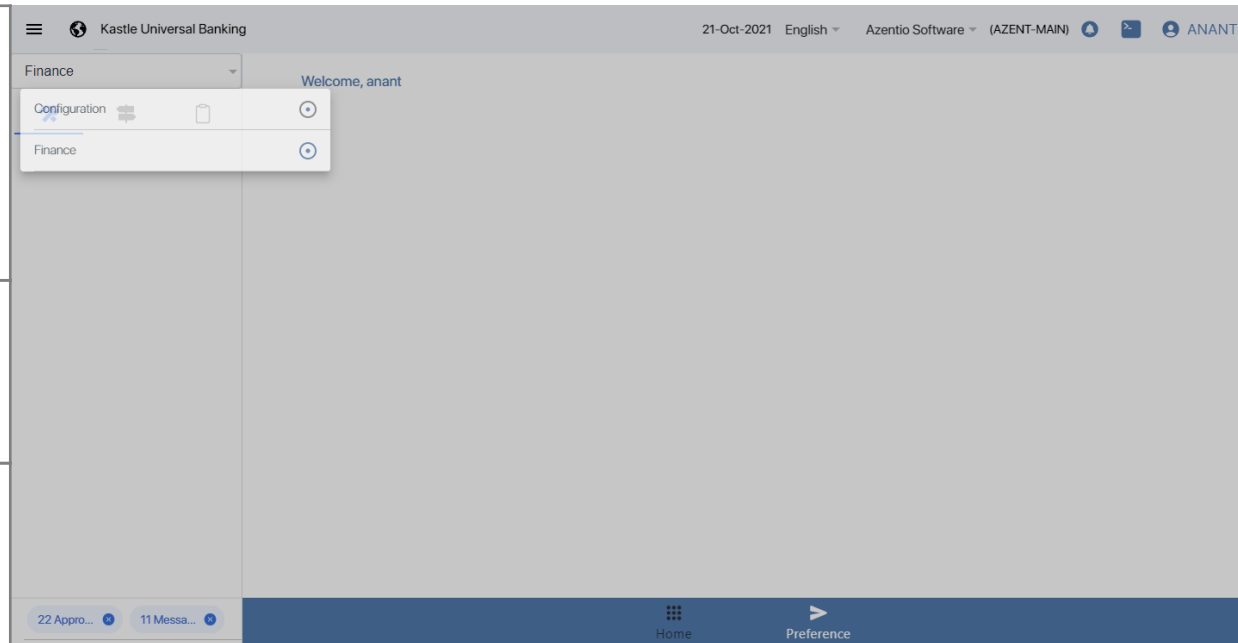 Kastle Universal Banking 21-Oct-2021 English Azentio Software (AZENT-MAIN) ANANT
Finance
Welcome, anant
Configuration
Finance
22 Appro... 11 Messa...
Home Preference